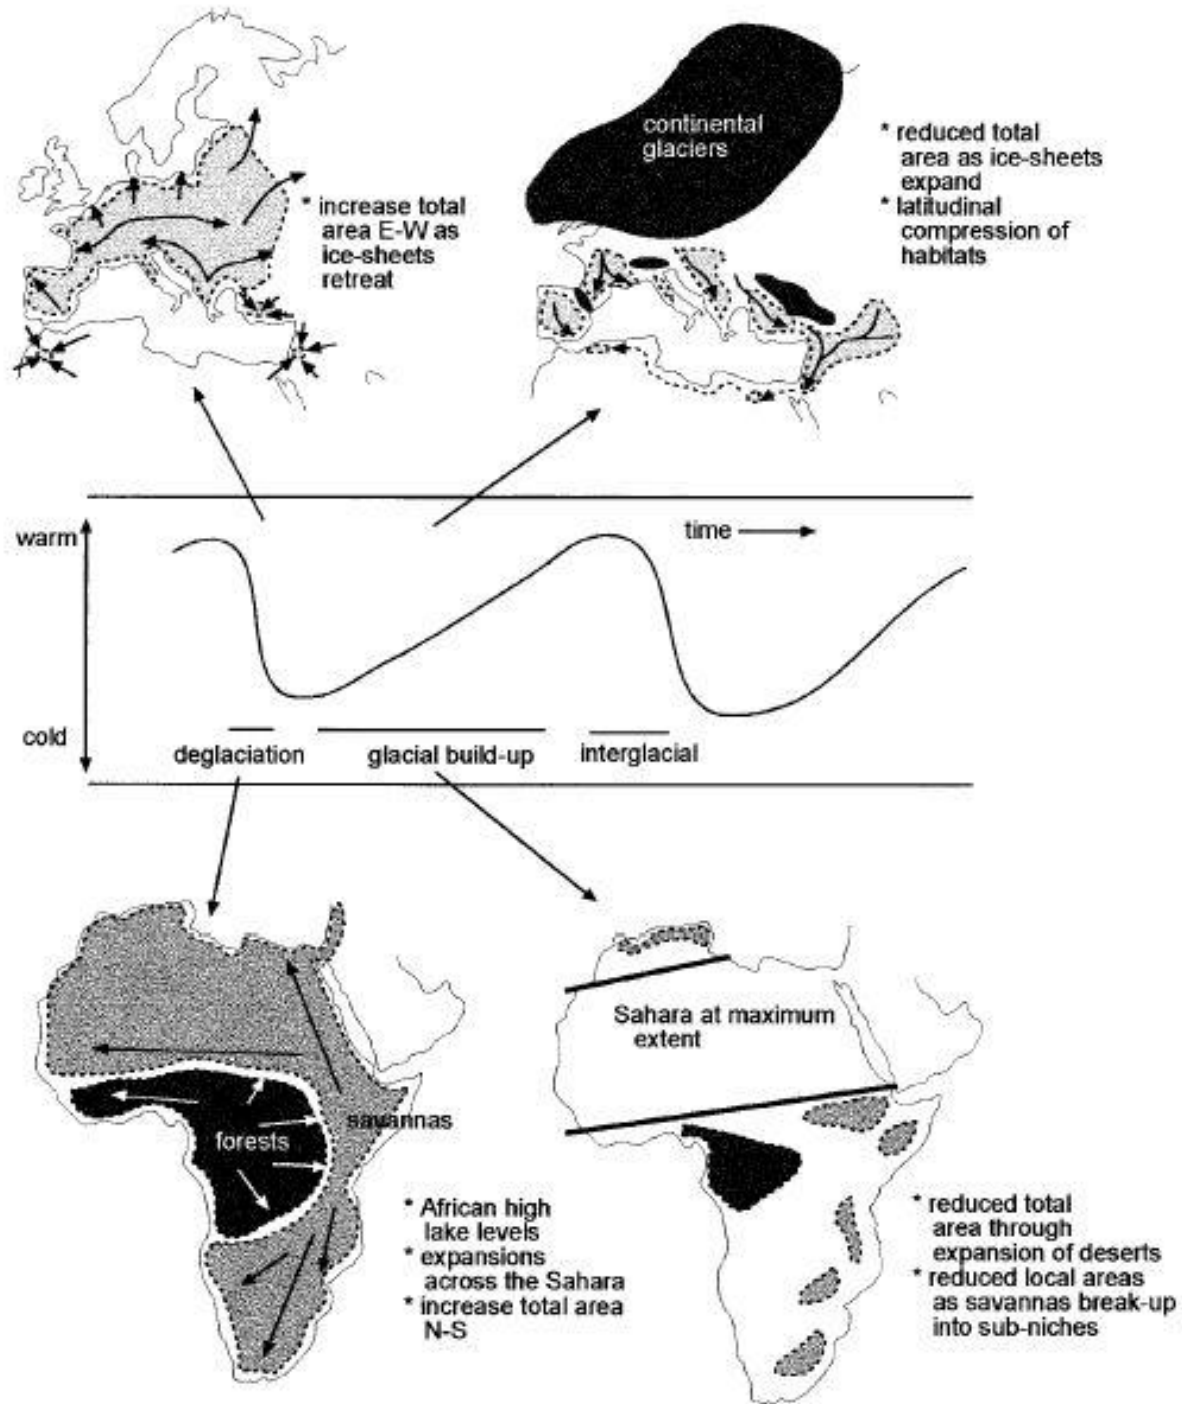 * increase total
area E-W as
ice-sheets
retreat
continental
glaciers
* reduced total
area as ice-sheets
expand
* latitudinal
compression of
habitats
warm
time
cold
deglaciation
glacial build-up
interglacial
savannas
forests
* African high
lake levels
* expansions
across the Sahara
* increase total area
N-S
Sahara at maximum
extent
* reduced total
area through
expansion of deserts
* reduced local areas
as savannas break-up
into sub-niches